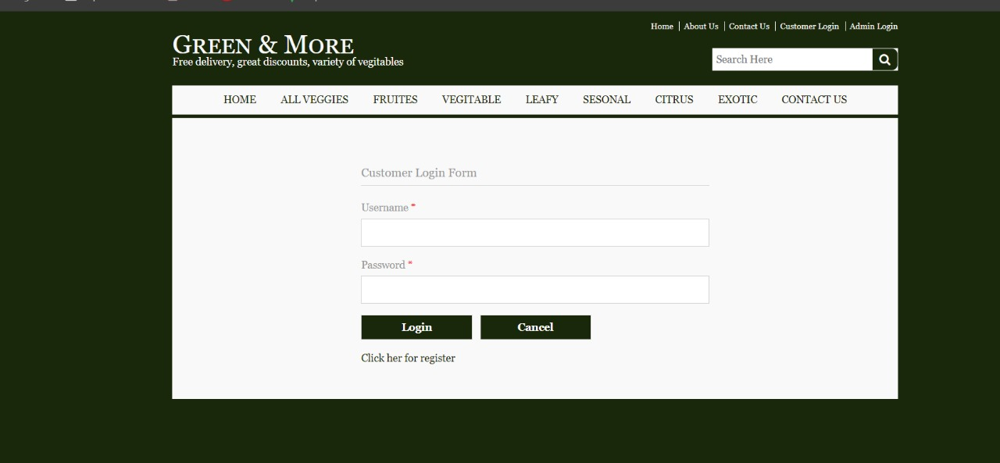 Home About Us Contact Us Customer Login Admin Login
GREEN & MORE
Free delivery, great discounts, variety of vegitables
Search Here
HOME ALL VEGGIES FRUITES VEGITABLE LEAFY SESONAL CITRUS EXOTIC CONTACT US
Customer Login Form
Username *
Password *
Login Cancel
Click her for register